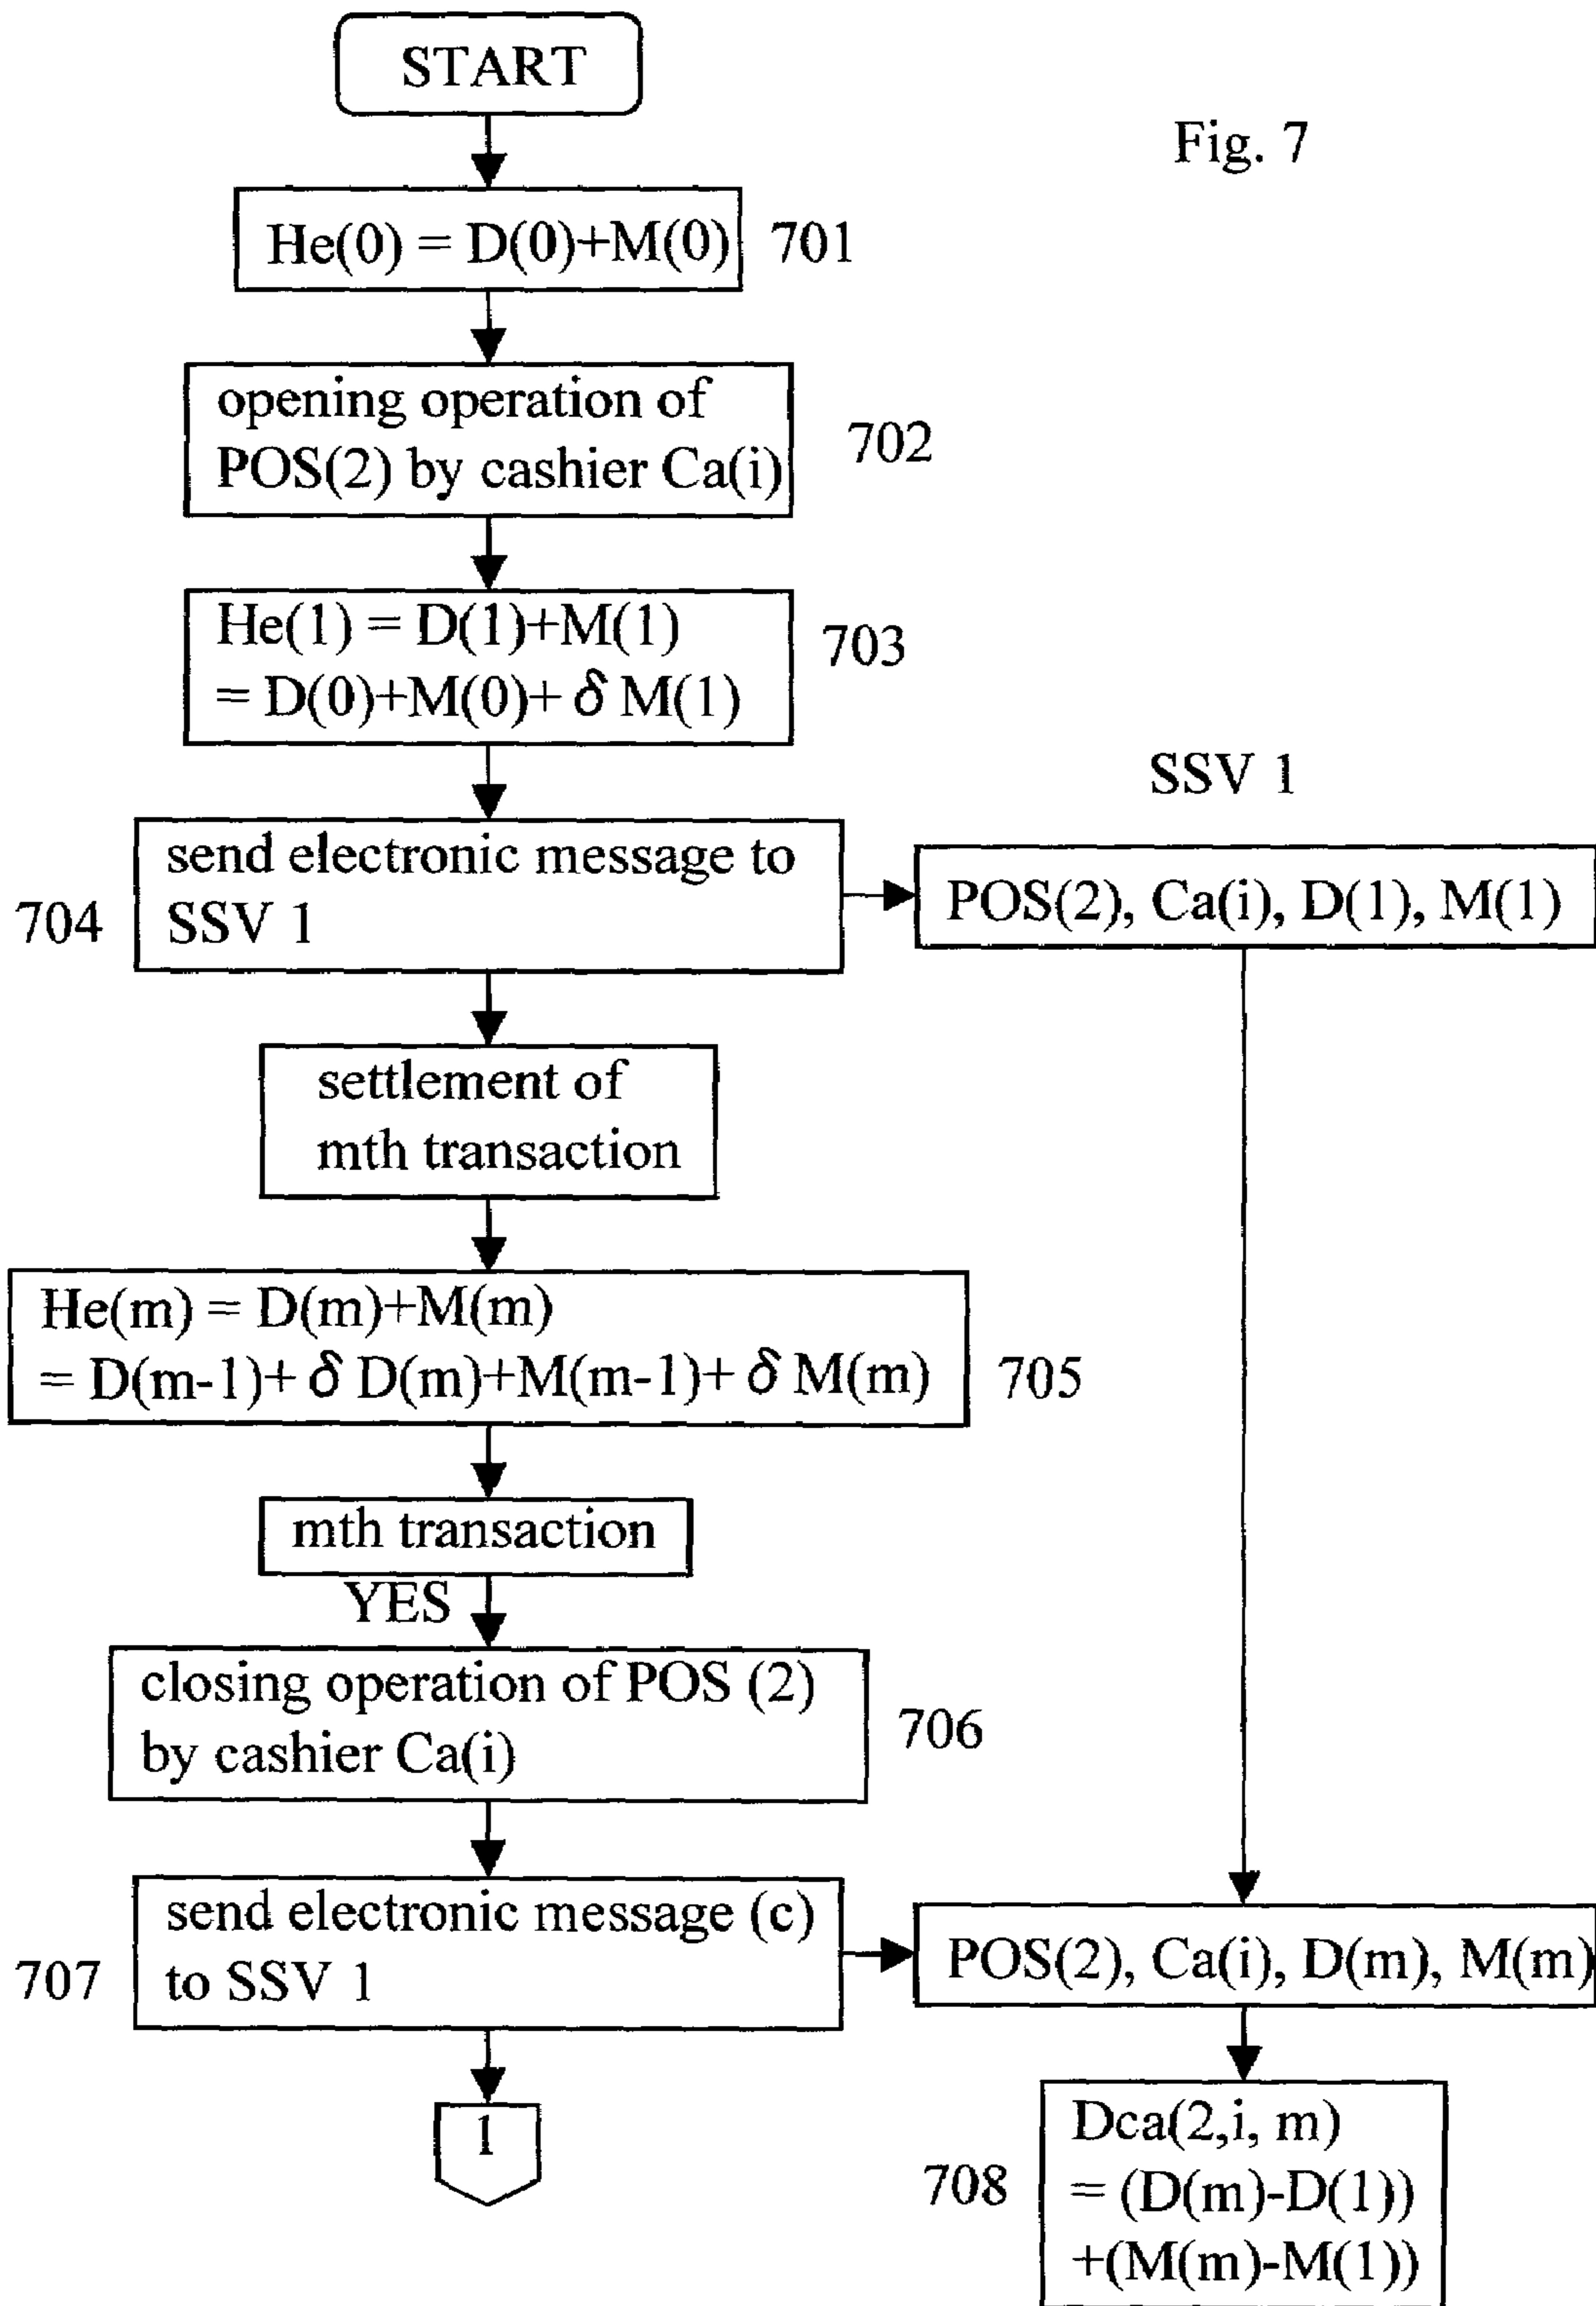 START
Fig. 7
He(0) = D(0)+M(0)
701
opening operation of
POS(2) by cashier Ca(i)
702
He(1) = D(1)+M(1)
= D(0)+M(0)+ δ M(1)
703
SSV 1
704
send electronic message to
SSV 1
POS(2), Ca(i), D(1), M(1)
settlement of
mth transaction
He(m) = D(m)+M(m)
= D(m-1)+ δ D(m)+M(m-1)+ δ M(m)
705
mth transaction
YES
closing operation of POS (2)
by cashier Ca(i)
706
707
send electronic message (c)
to SSV 1
POS(2), Ca(i), D(m), M(m)
1
708
Dca(2,i, m)
= (D(m)-D(1))
+(M(m)-M(1))